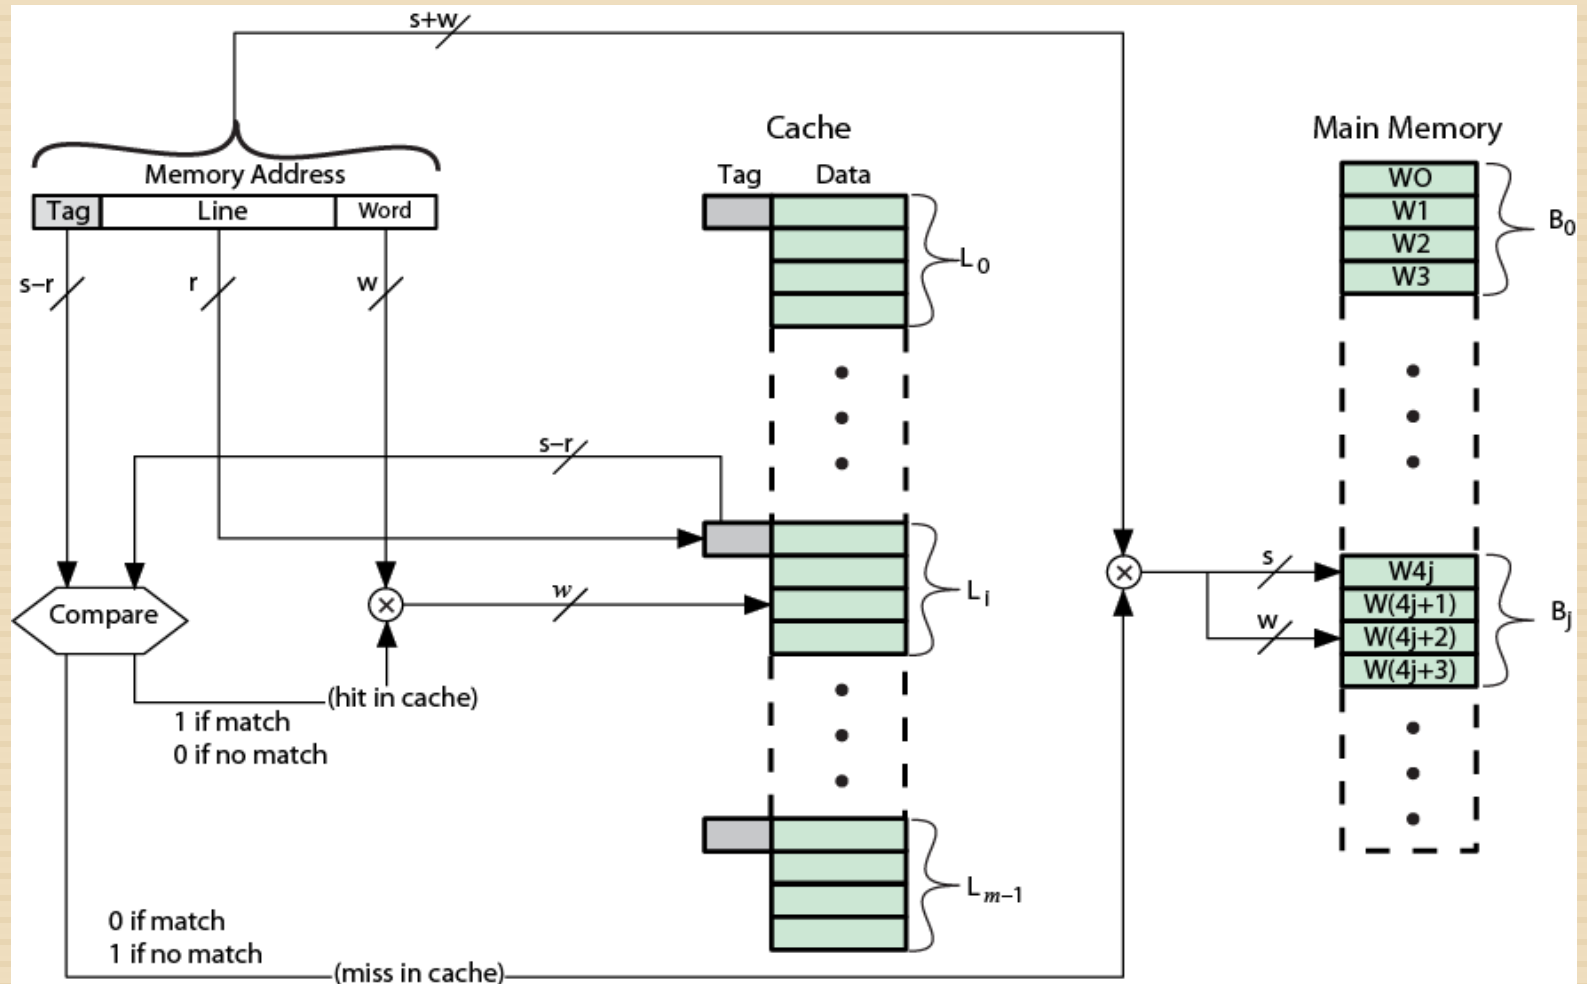 s+w
Cache
Main Memory
Memory Address
Tag Data
Tag Line Word
WO
W1
W2
W3
B0
L0
s–r
r
w
s–r
s
W4j
W(4j+1)
W(4j+2)
W(4j+3)
Bj
w
Li
w
Compare
(hit in cache)
1 if match
0 if no match
Lm–1
0 if match
1 if no match
(miss in cache)